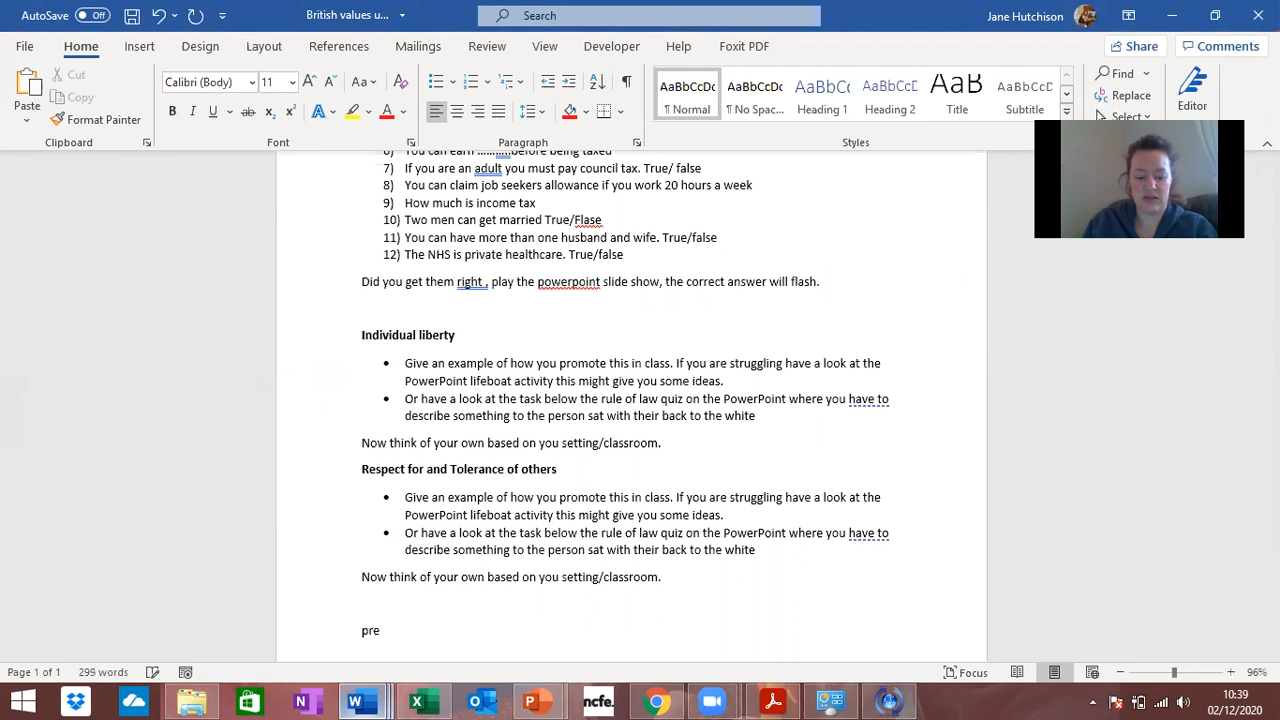 AutoSave Off British values u... Search Jane Hutchison
File Home Insert Design Layout References Mailings Review View Developer Help Foxit PDF Share Comments
Paste Cut Copy Format Painter
Calibri (Body) 11
AaBbCcDc AaBbCcDc AaBbC( AaBbCcD AaB AaBbCcD
¶ Normal ¶ No Spac... Heading 1 Heading 2 Title Subtitle
Find Replace Select Editor
Clipboard Font Paragraph Styles
6) You can earn ............before being taxed
7) If you are an adult you must pay council tax. True/ false
8) You can claim job seekers allowance if you work 20 hours a week
9) How much is income tax
10) Two men can get married True/Flase
11) You can have more than one husband and wife. True/false
12) The NHS is private healthcare. True/false
Did you get them right , play the powerpoint slide show, the correct answer will flash.
Individual liberty
• Give an example of how you promote this in class. If you are struggling have a look at the
PowerPoint lifeboat activity this might give you some ideas.
• Or have a look at the task below the rule of law quiz on the PowerPoint where you have to
describe something to the person sat with their back to the white
Now think of your own based on you setting/classroom.
Respect for and Tolerance of others
• Give an example of how you promote this in class. If you are struggling have a look at the
PowerPoint lifeboat activity this might give you some ideas.
• Or have a look at the task below the rule of law quiz on the PowerPoint where you have to
describe something to the person sat with their back to the white
Now think of your own based on you setting/classroom.
pre
Page 1 of 1 299 words Focus 96%
ncfe.
10:39
02/12/2020